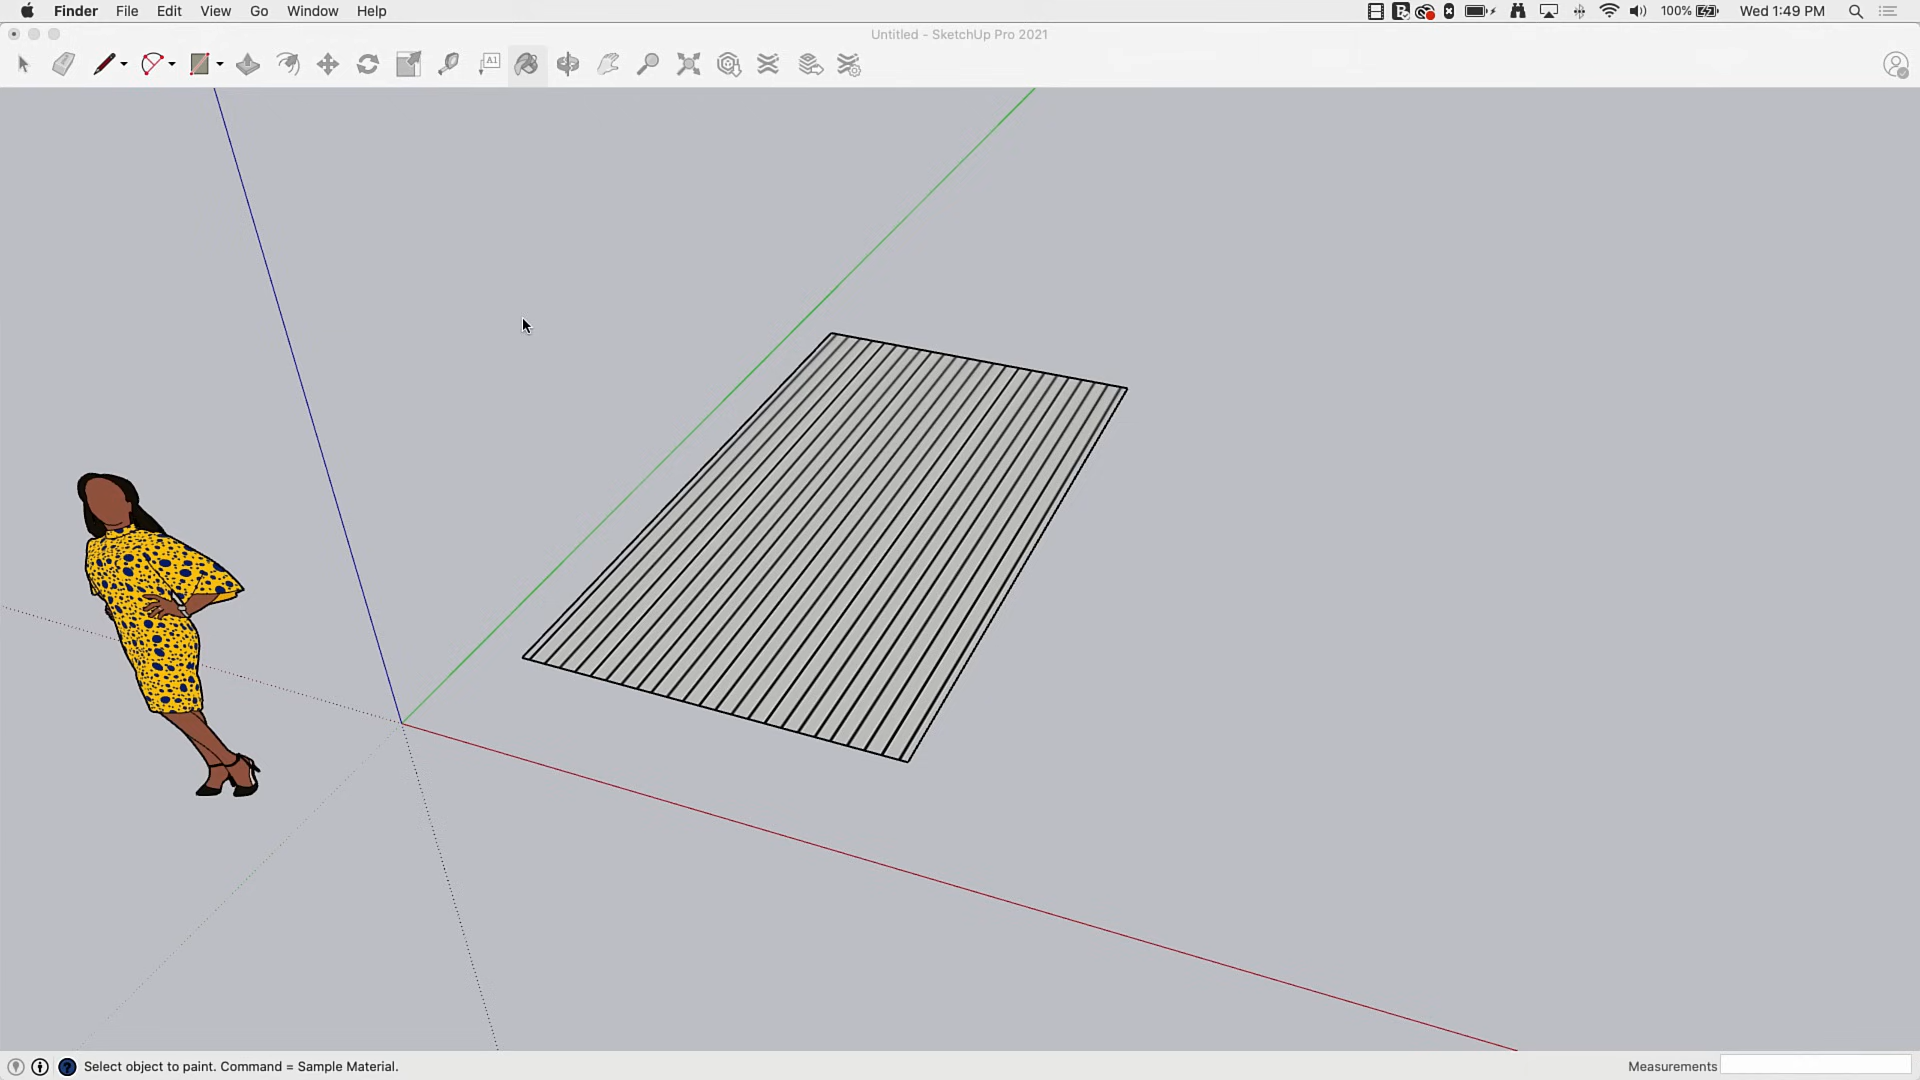 Finder File Edit View Go Window Help 100% Wed 1:49 PM
Untitled - SketchUp Pro 2021
A1
Select object to paint. Command = Sample Material. Measurements